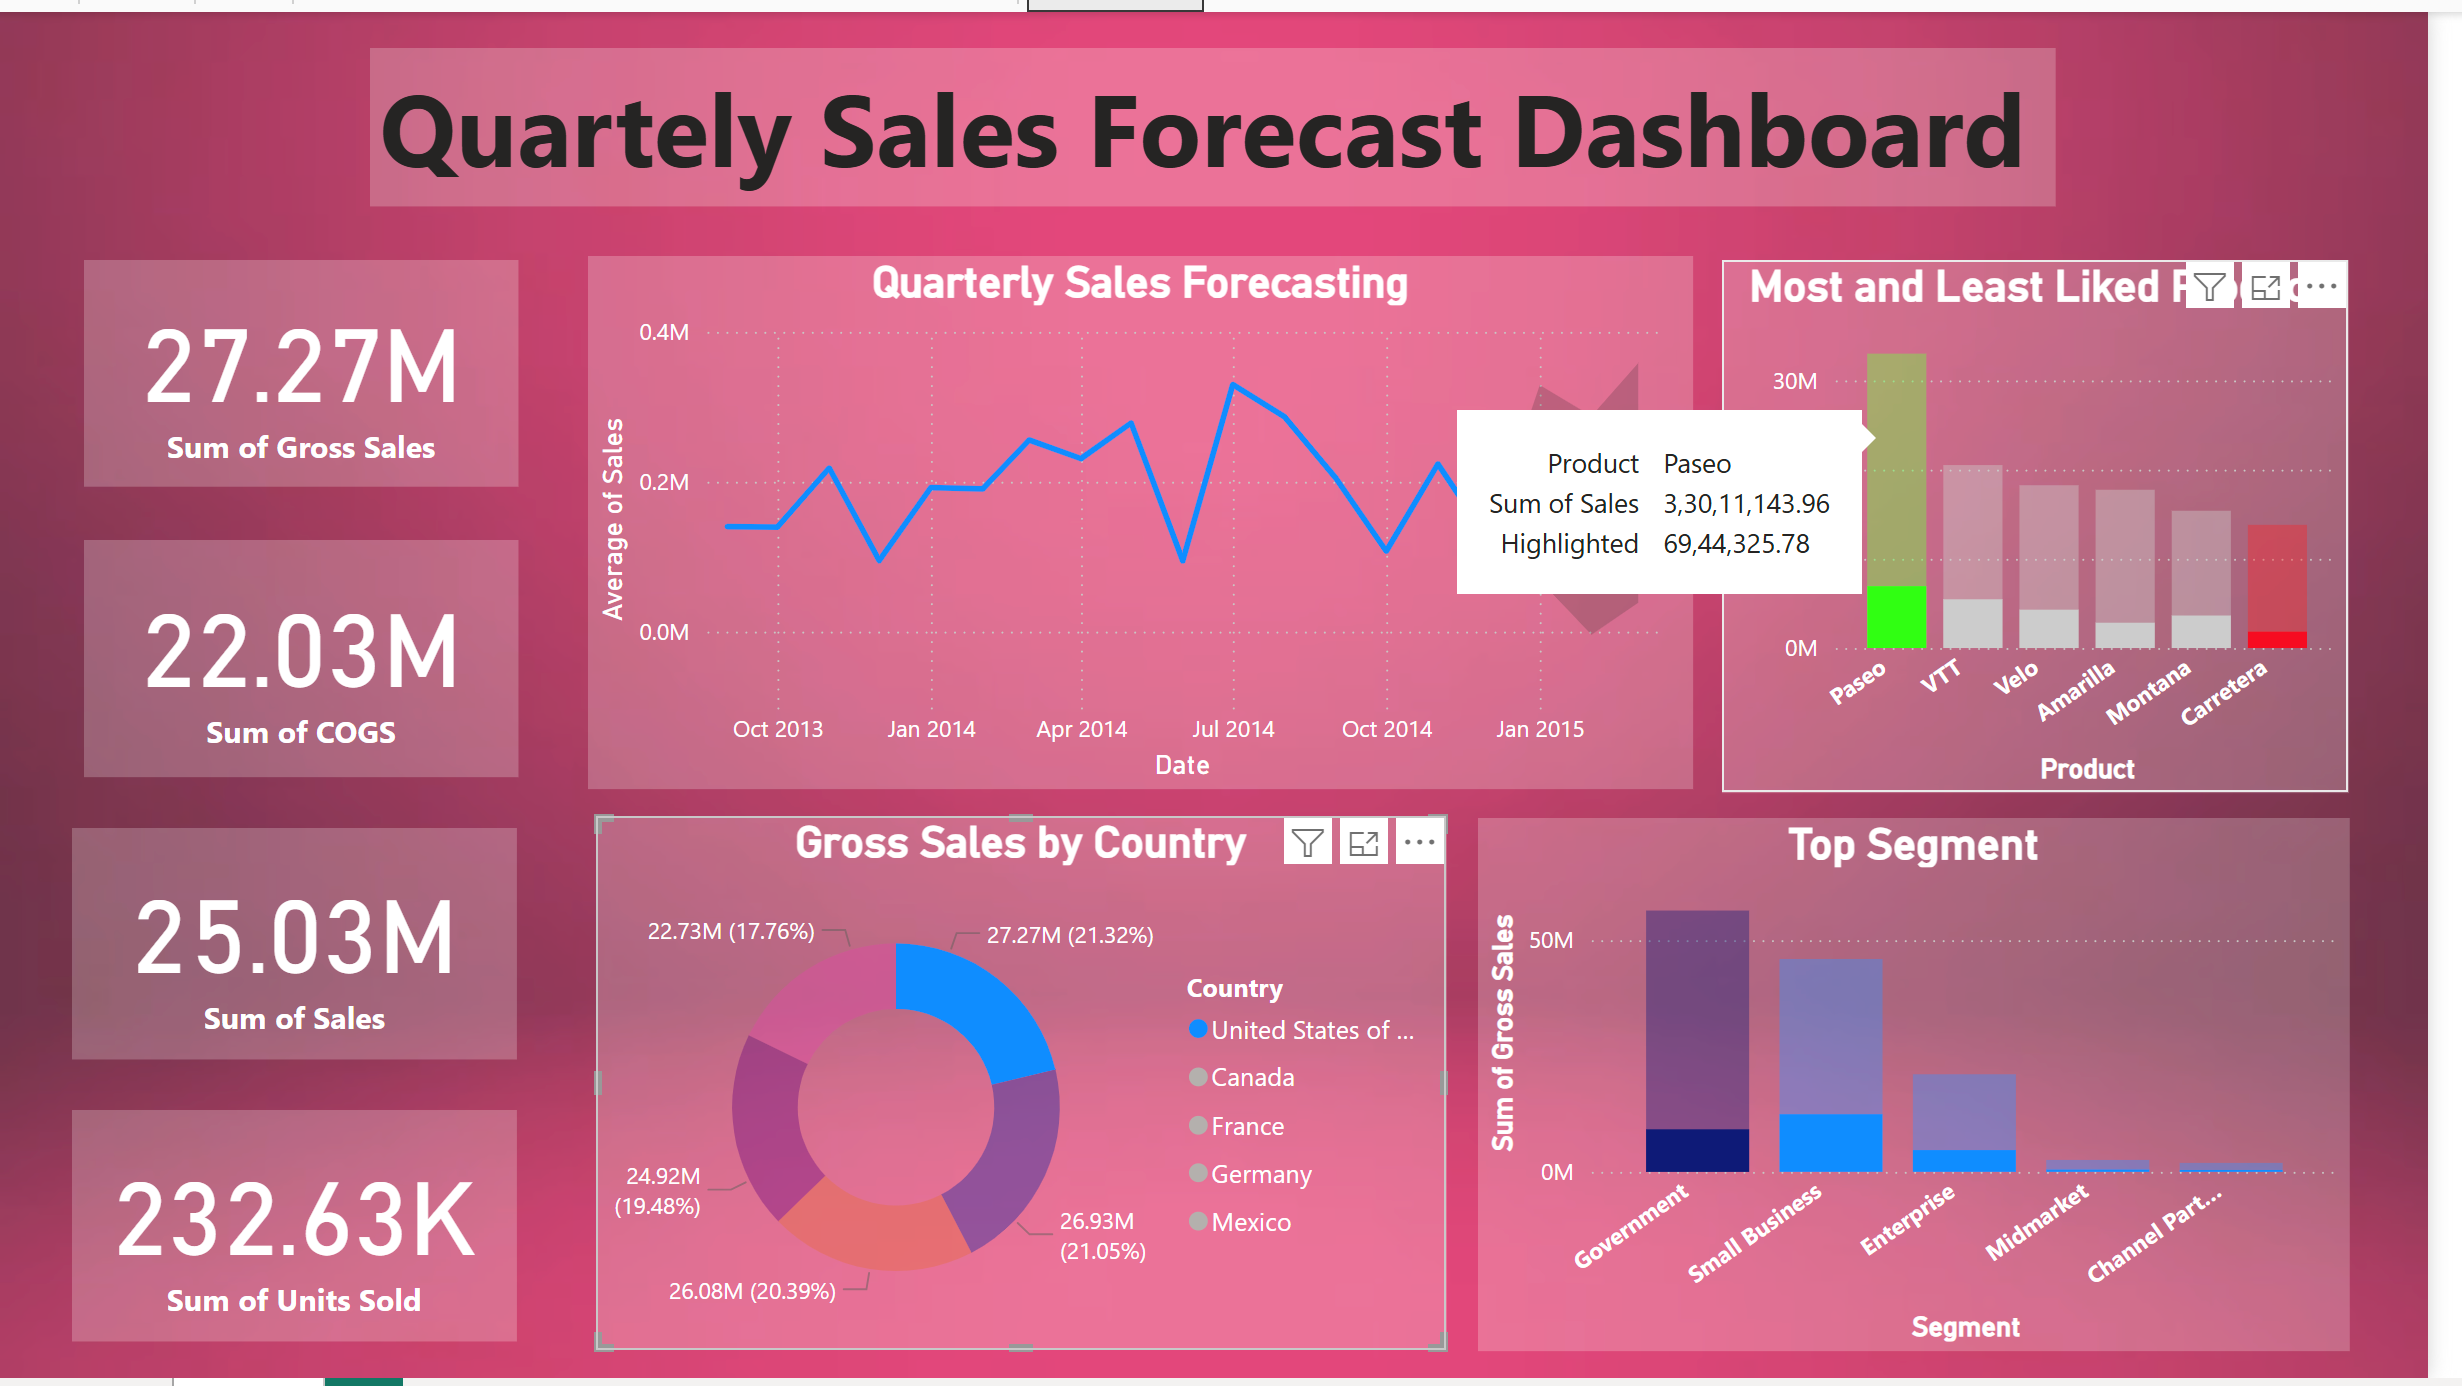 Quartely Sales Forecast Dashboard
27.27M
Sum of Gross Sales
22.03M
Sum of COGS
25.03M
Sum of Sales
232.63K
Sum of Units Sold
Quarterly Sales Forecasting
0.4M
0.2M
0.0M
Average of Sales
Oct 2013
Jan 2014
Apr 2014
Jul 2014
Oct 2014
Jan 2015
Date
Most and Least Liked
30M
0M
Product Paseo
Sum of Sales 3,30,11,143.96
Highlighted 69,44,325.78
Paseo
VTT
Velo
Amarilla
Montana
Carretera
Product
Gross Sales by Country
22.73M (17.76%)
27.27M (21.32%)
24.92M
(19.48%)
26.93M
(21.05%)
26.08M (20.39%)
Country
United States of ...
Canada
France
Germany
Mexico
Top Segment
50M
0M
Sum of Gross Sales
Government
Small Business
Enterprise
Midmarket
Channel Part...
Segment